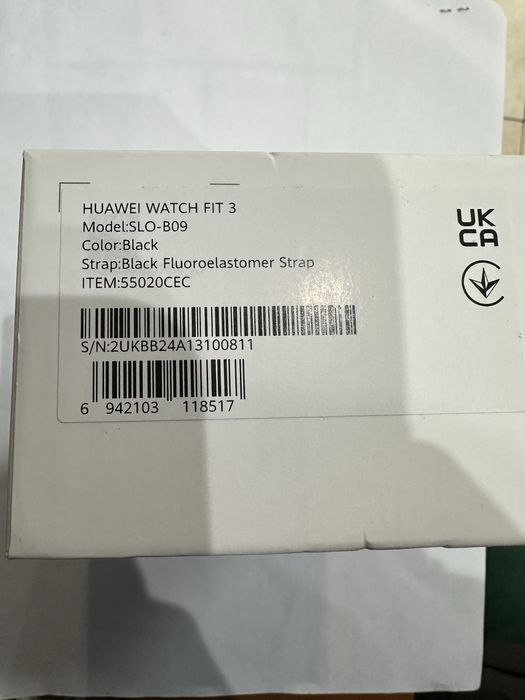 HUAWEI WATCH FIT 3
Model:SLO-B09
Color:Black
Strap:Black Fluoroelastomer Strap
ITEM:55020CEC
S/N:2UKBB24A13100811
6 942103 118517
UK
CA